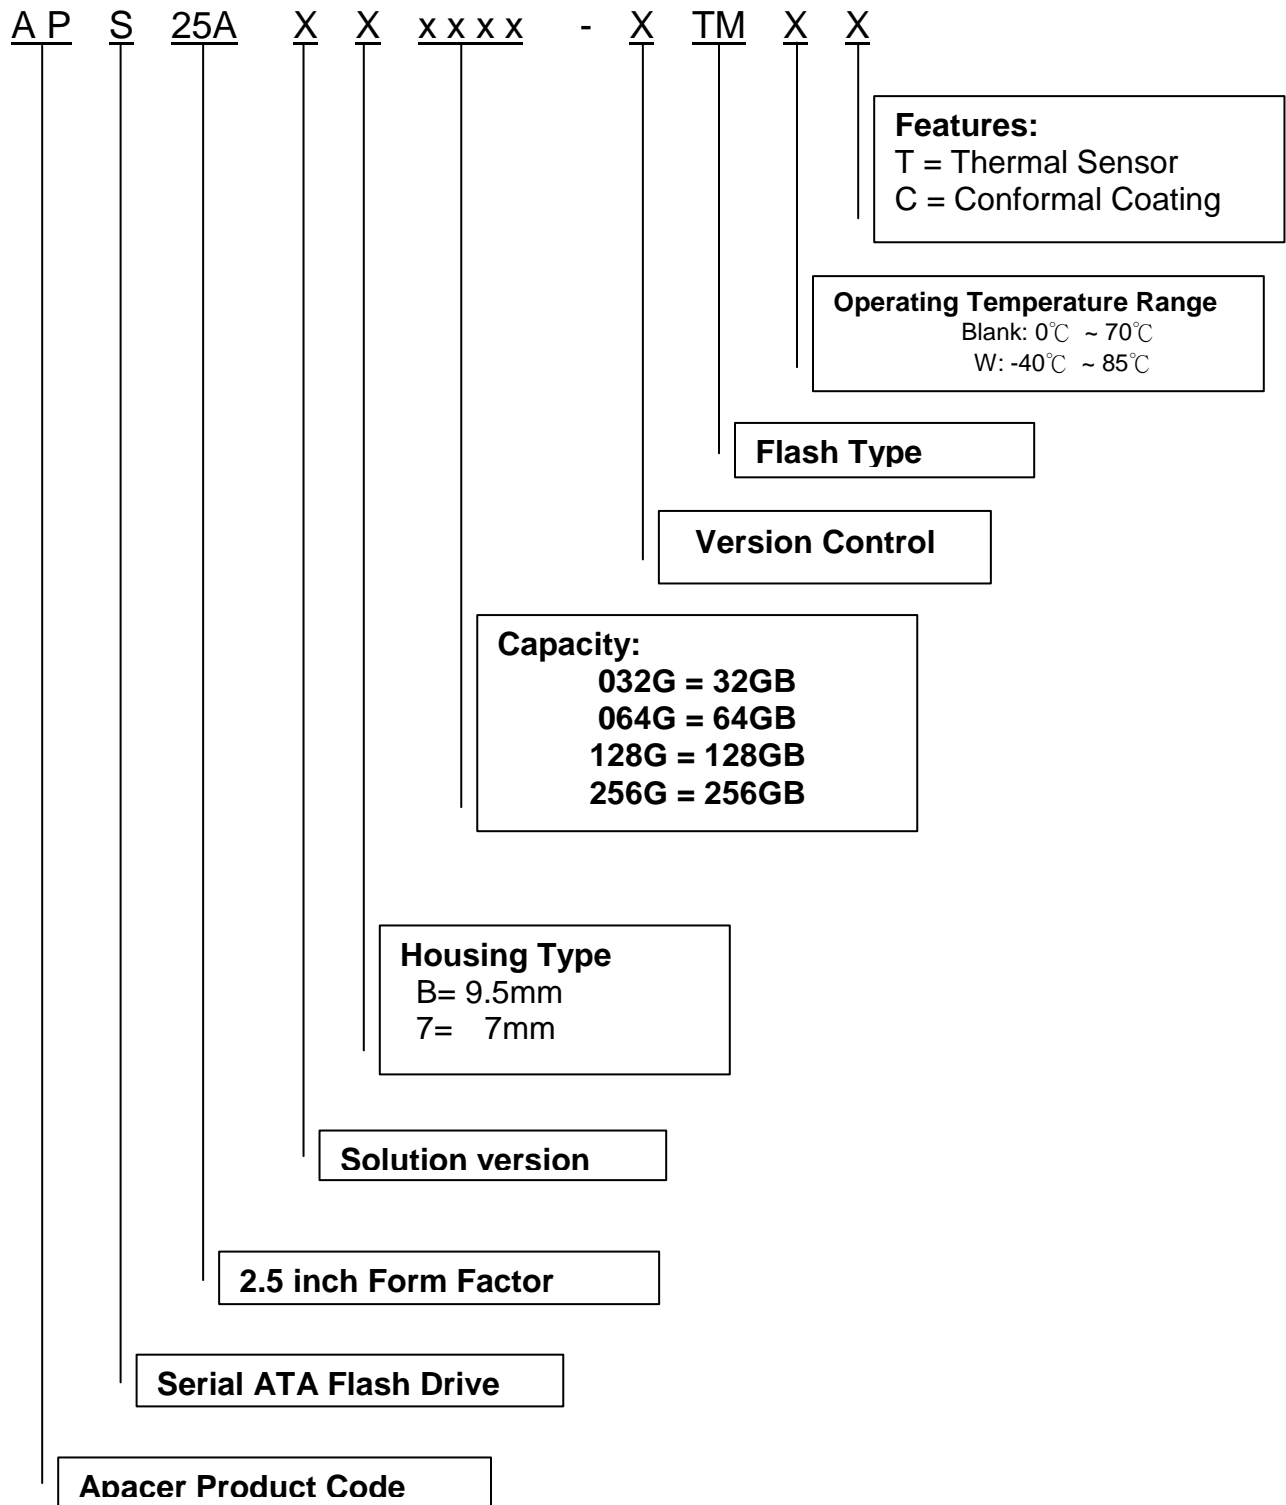 A P S 25A X X x x x x - X TM X X
Features:
T = Thermal Sensor
C = Conformal Coating
Operating Temperature Range
Blank: 0℃ ~ 70℃
W: -40℃ ~ 85℃
Flash Type
Version Control
Capacity:
032G = 32GB
064G = 64GB
128G = 128GB
256G = 256GB
Housing Type
B= 9.5mm
7= 7mm
Solution version
2.5 inch Form Factor
Serial ATA Flash Drive
Apacer Product Code